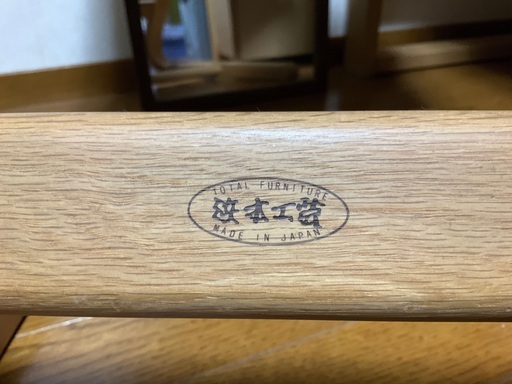 TOTAL FURNITURE
浜本工芸
MADE IN JAPAN